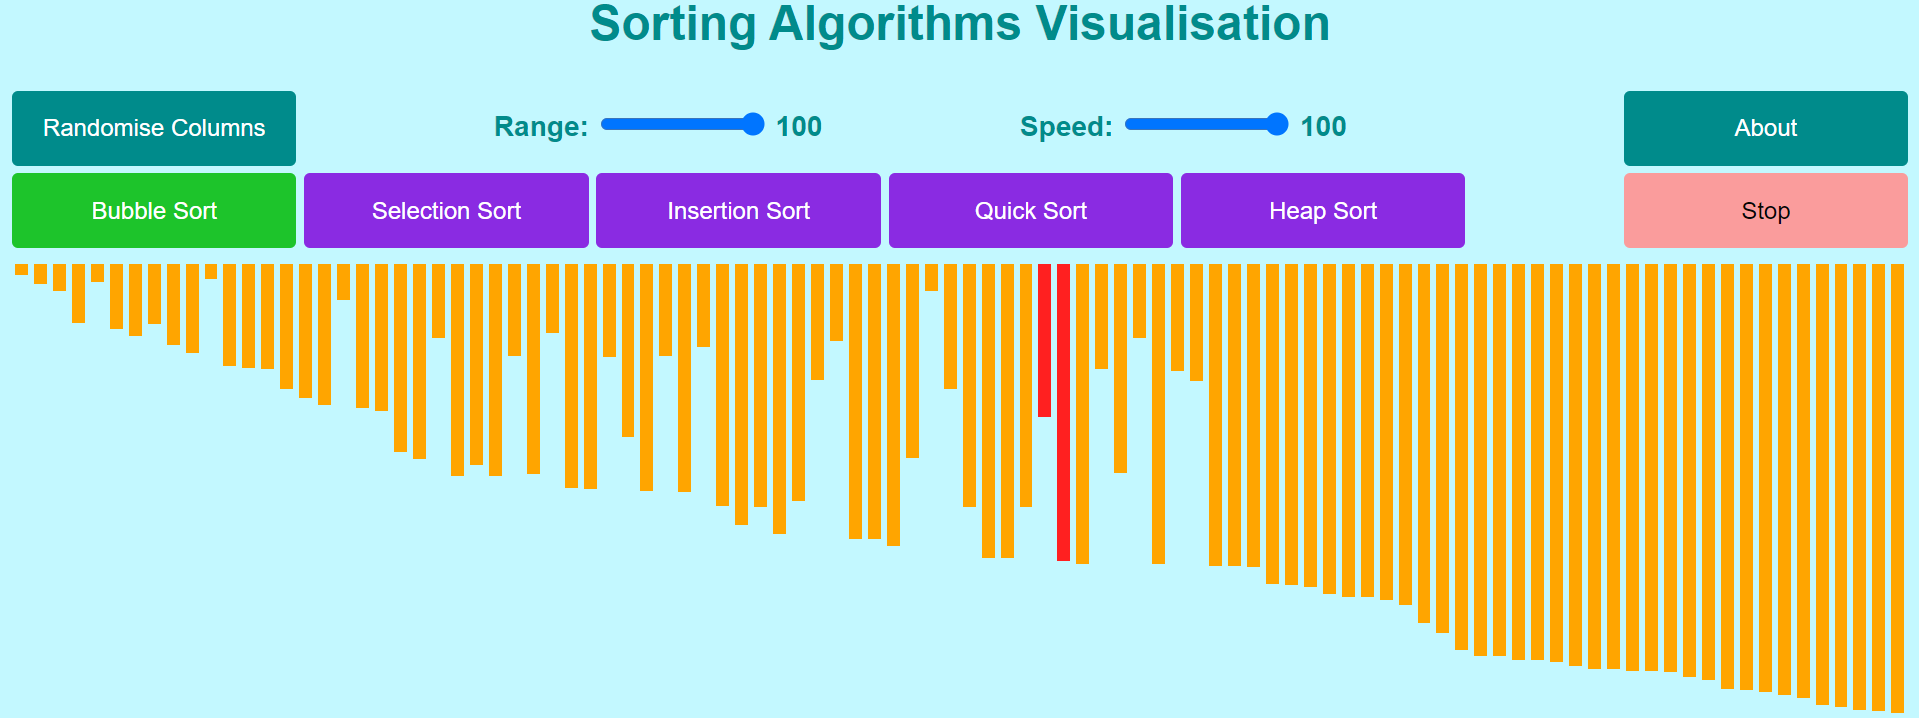 Sorting Algorithms Visualisation
Randomise Columns
Range: 100
Speed: 100
About
Bubble Sort
Selection Sort
Insertion Sort
Quick Sort
Heap Sort
Stop